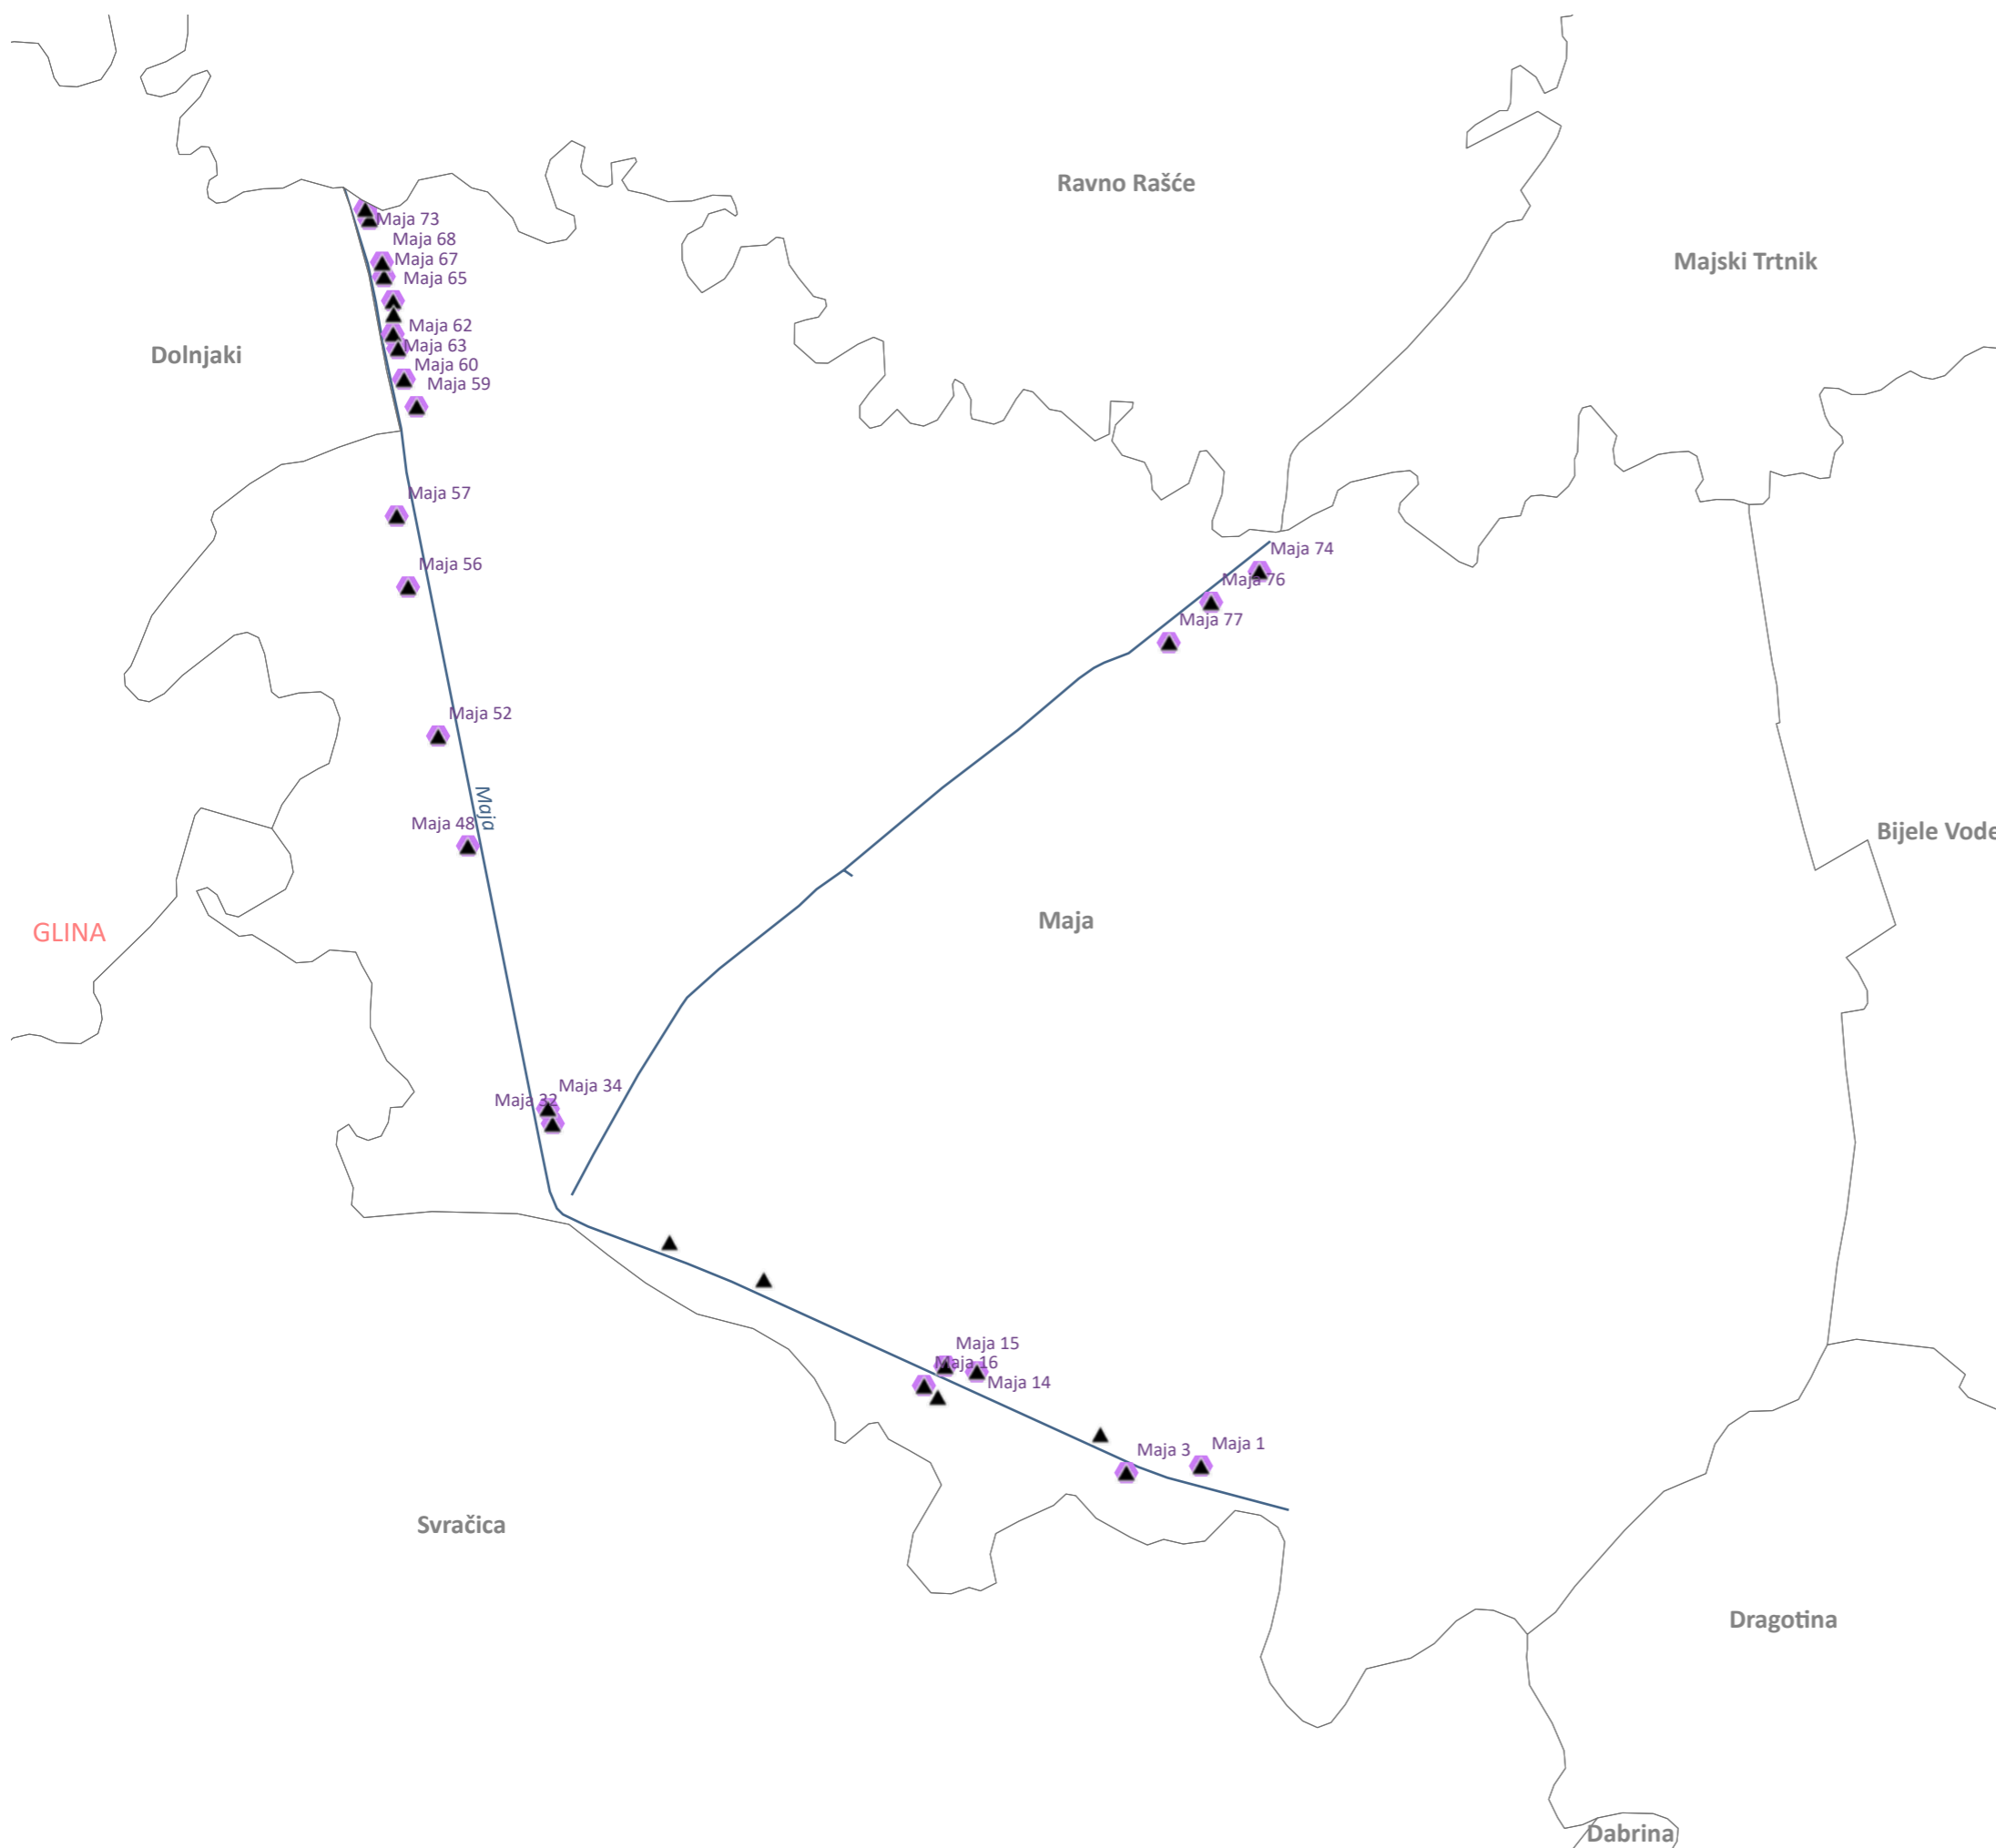 Ravno Rašće
Maja 73
Maja 68
Maja 67
Majski Trtnik
Maja 65
Maja 62
Maja 63
Dolnjaki
Maja 60
Maja 59
Maja 57
Maja 74
Maja 56
Maja 76
Maja 77
Maja 52
Maja
Maja 48
Bijele Vode
Maja
GLINA
Maja 34
Maja 32
Maja 15
Maja 16
Maja 14
Maja 1
Maja 3
Svračica
Dragotina
Dabrina